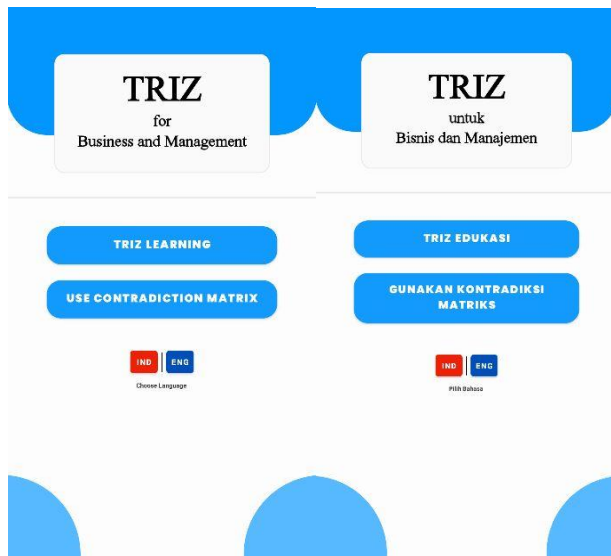 TRIZ
for
Business and Management
TRIZ LEARNING
USE CONTRADICTION MATRIX
IND
ENG
Choose Language
TRIZ
untuk
Bisnis dan Manajemen
TRIZ EDUKASI
GUNAKAN KONTRADIKSI
MATRIKS
IND
ENG
Pilih Bahasa